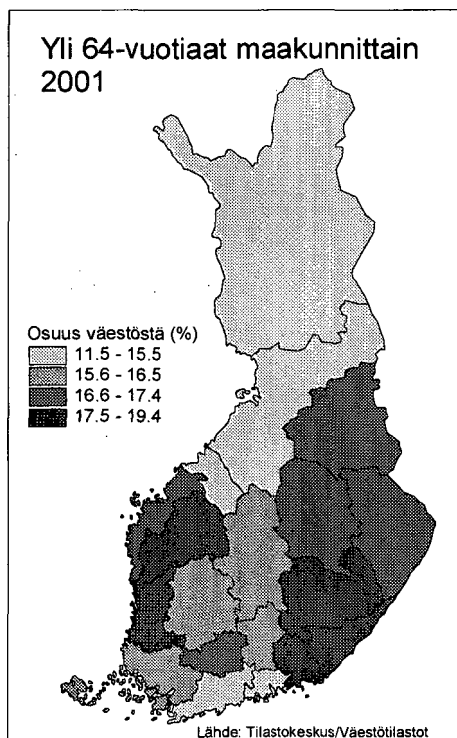 Yli 64-vuotiaat maakunnittain
2001
Osuus väestöstä (%)
11.5 - 15.5
15.6 - 16.5
16.6 - 17.4
17.5 - 19.4
Lähde: Tilastokeskus/Väestötilastot